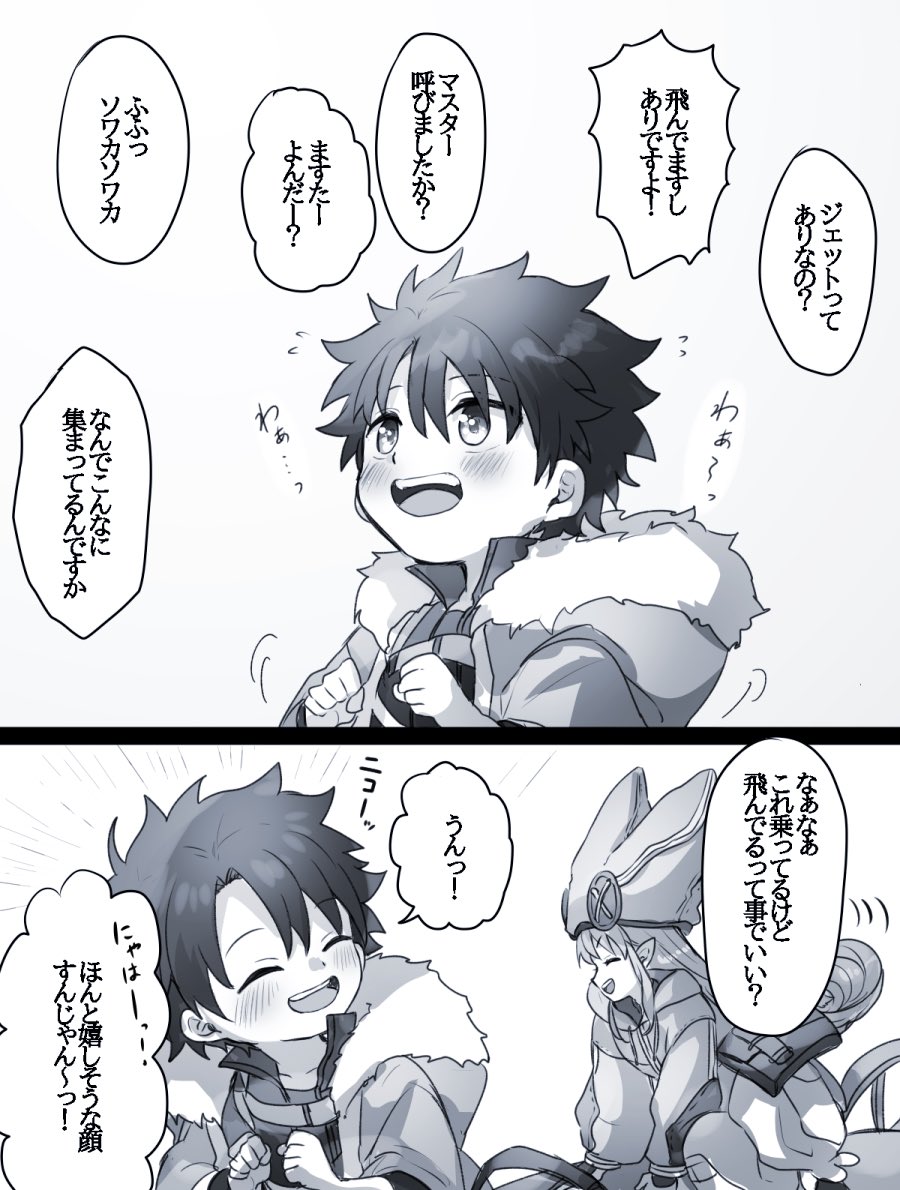 ジェットって
ありなの?
飛んでますし
ありですよ!
マスター
呼びましたか?
ますたー
よんだー?
ふふっ
ソワカソワカ
わぁ〜っ
わぁ…っ
なんでこんなに
集まってるんですか
なぁなぁ
これ乗ってるけど
飛んでるって事でいい?
うんっ!
ニコーッ
にゃはーっ!
ほんと嬉しそうな顔
すんじゃん〜っ!